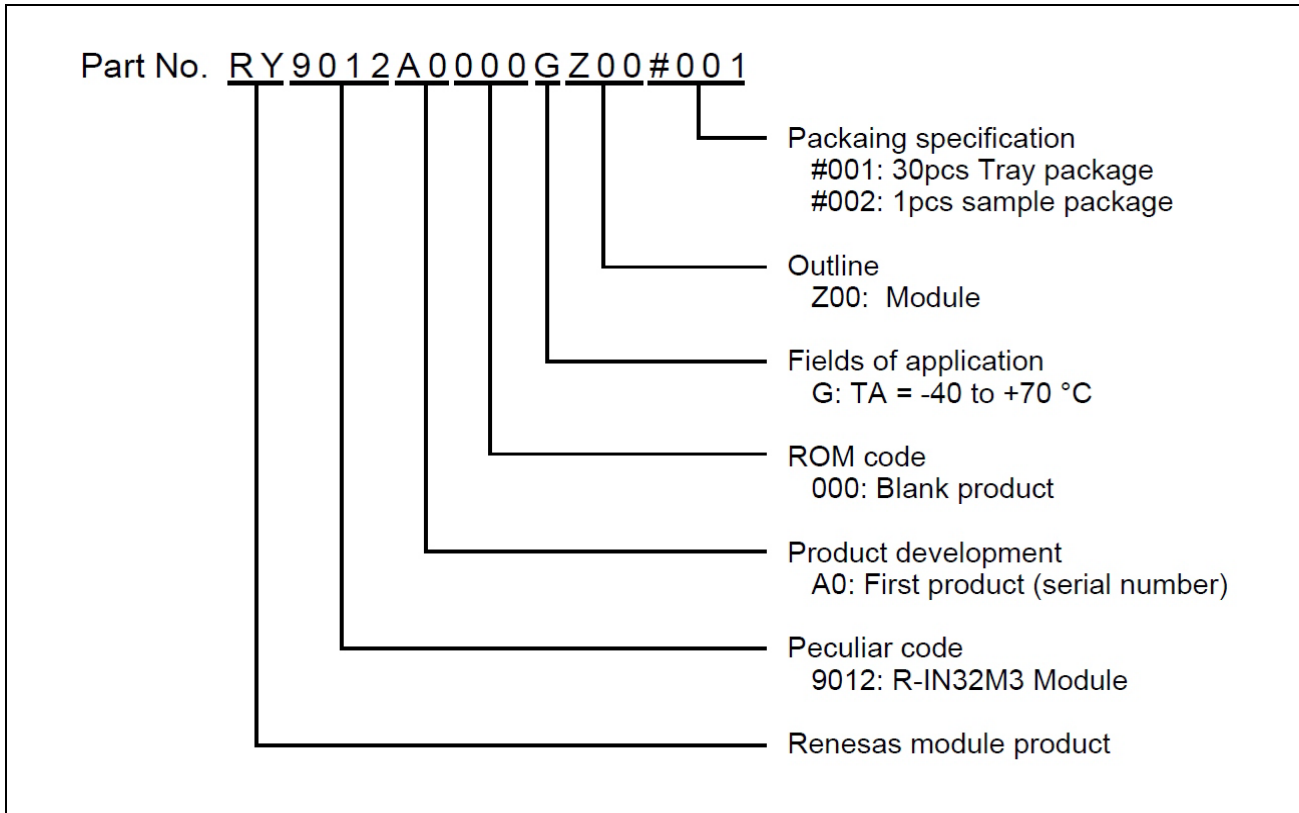 Part No. RY9012A0000GZ00#001
Packaing specification
#001: 30pcs Tray package
#002: 1pcs sample package
Outline
Z00: Module
Fields of application
G: TA = -40 to +70 °C
ROM code
000: Blank product
Product development
A0: First product (serial number)
Peculiar code
9012: R-IN32M3 Module
Renesas module product